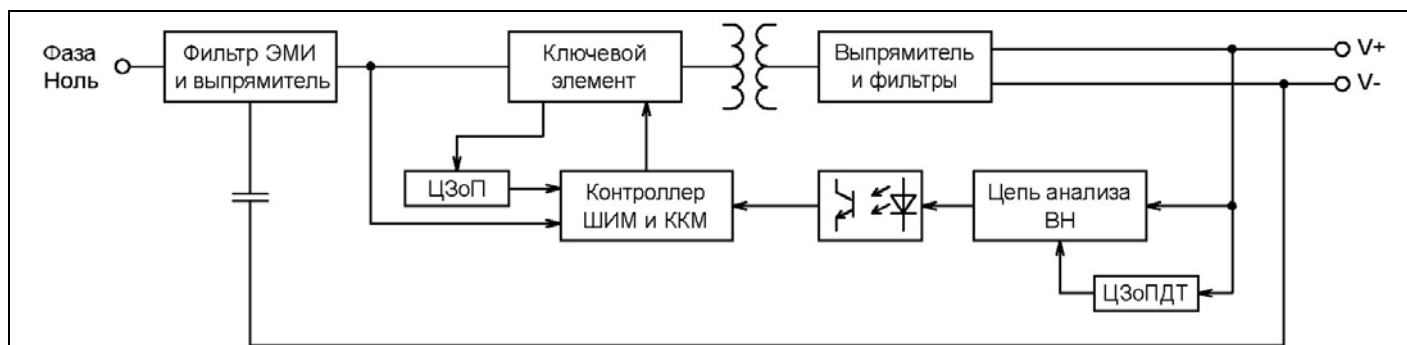 Фаза
Ноль
Фильтр ЭМИ
и выпрямитель
Ключевой
элемент
Выпрямитель
и фильтры
V+
V-
ЦЗоП
Контроллер
ШИМ и ККМ
Цепь анализа
ВН
ЦЗоПДТ